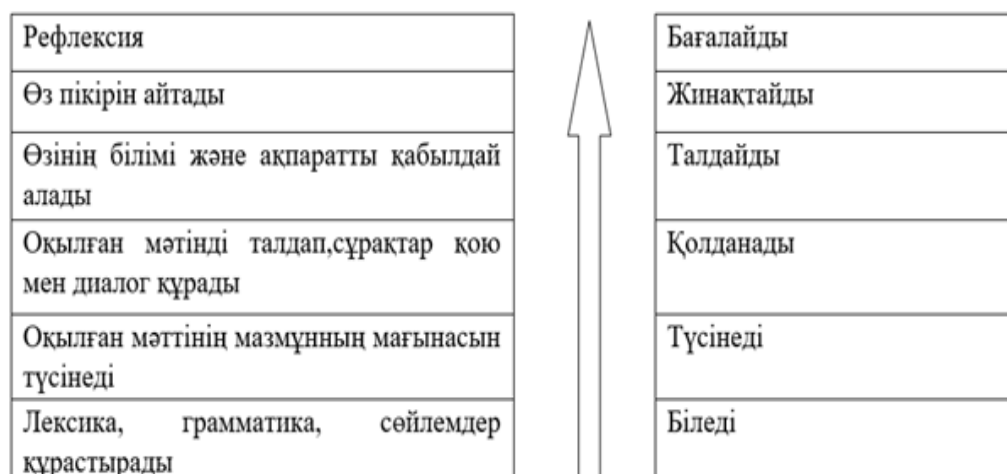 Рефлексия
Бағалайды
Өз пікірін айтады
Жинақтайды
Өзінің білімі және ақпаратты қабылдай
алады
Талдайды
Оқылған мәтінді талдап,сұрақтар қою
мен диалог құрады
Қолданады
Оқылған мәттінің мазмұнның мағынасын
түсінеді
Түсінеді
Лексика, грамматика, сөйлемдер
құрастырады
Біледі